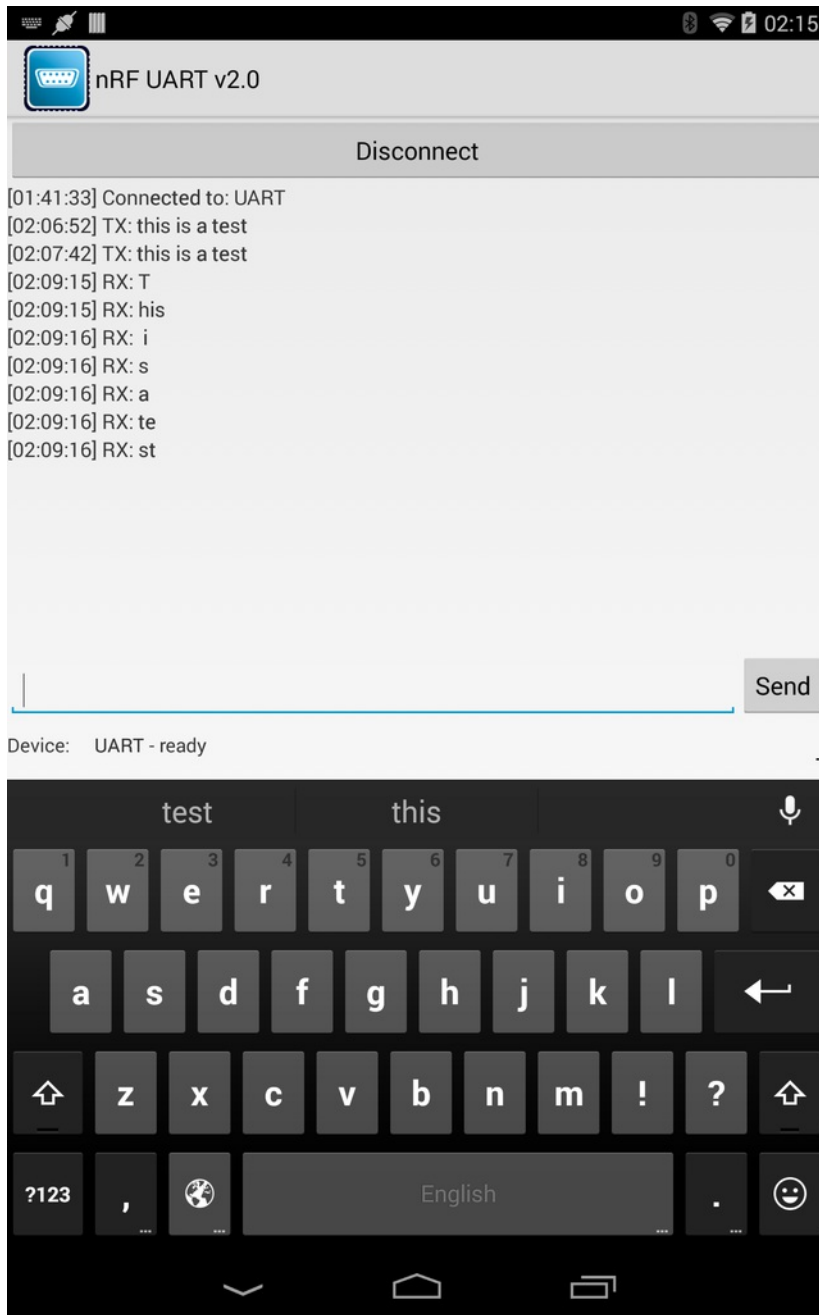 02:15
nRF UART v2.0
Disconnect
[01:41:33] Connected to: UART
[02:06:52] TX: this is a test
[02:07:42] TX: this is a test
[02:09:15] RX: T
[02:09:15] RX: his
[02:09:16] RX:  i
[02:09:16] RX: s
[02:09:16] RX: a
[02:09:16] RX: te
[02:09:16] RX: st
Send
Device: UART - ready
test this
1 2 3 4 5 6 7 8 9 0
q w e r t y u i o p
a s d f g h j k l
z x c v b n m ! ?
?123 , English .